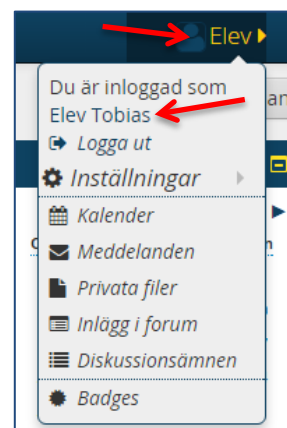 Elev
Du är inloggad som
Elev Tobias
Logga ut
Inställningar
Kalender
Meddelanden
Privata filer
Inlägg i forum
Diskussionsämnen
Badges